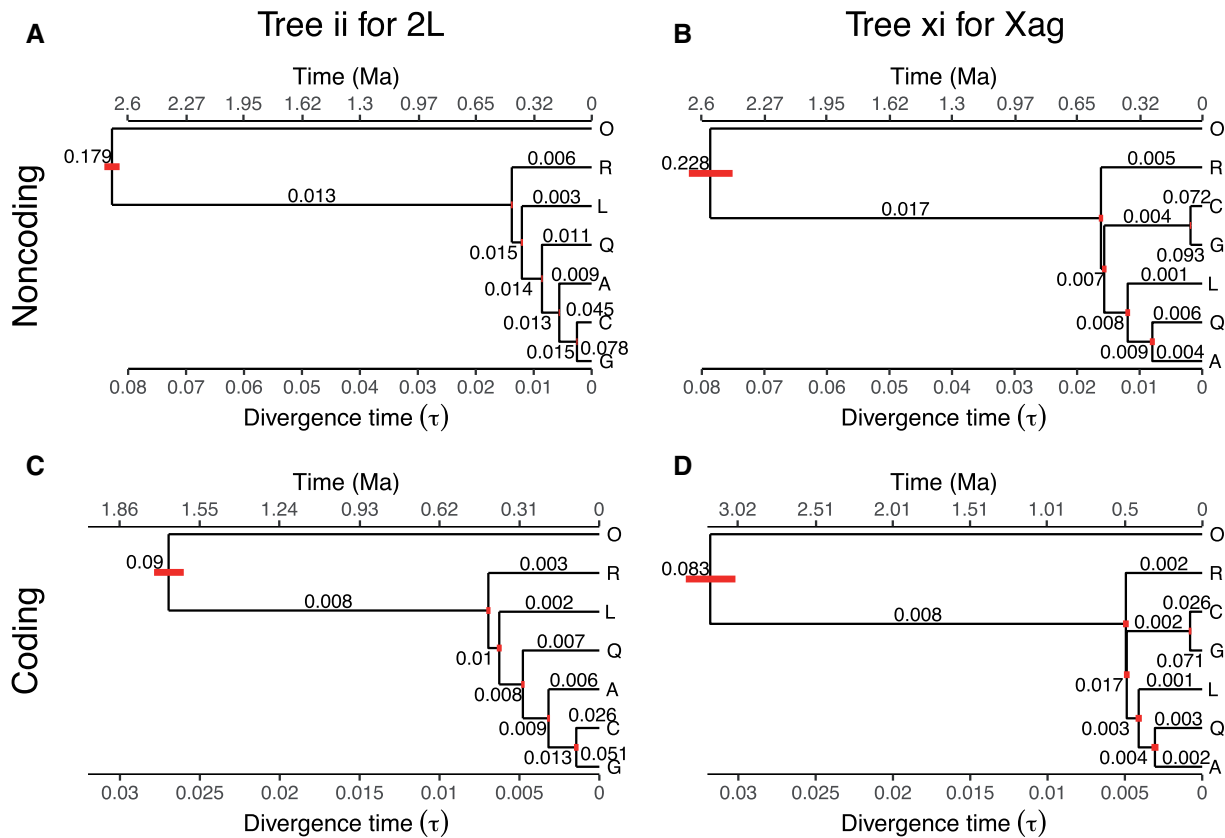 Tree ii for 2L
Tree xi for Xag
Noncoding
Coding
A
Time (Ma)
2.6 2.27 1.95 1.62 1.3 0.97 0.65 0.32 0
O
0.179
0.006 R
0.013
0.003 L
0.011 Q
0.015
0.009 A
0.014
0.045 C
0.013
0.015 0.078 G
0.08 0.07 0.06 0.05 0.04 0.03 0.02 0.01 0
Divergence time (τ)
B
Time (Ma)
2.6 2.27 1.95 1.62 1.3 0.97 0.65 0.32 0
O
0.228
0.005 R
0.072 C
0.017
0.004
0.093 G
0.007
0.001 L
0.008
0.006 Q
0.009 0.004 A
0.08 0.07 0.06 0.05 0.04 0.03 0.02 0.01 0
Divergence time (τ)
C
Time (Ma)
1.86 1.55 1.24 0.93 0.62 0.31 0
O
0.09
0.003 R
0.008
0.002 L
0.007 Q
0.01
0.006 A
0.008
0.026 C
0.009
0.013 0.051 G
0.03 0.025 0.02 0.015 0.01 0.005 0
Divergence time (τ)
D
Time (Ma)
3.02 2.51 2.01 1.51 1.01 0.5 0
O
0.083
0.002 R
0.026 C
0.008
0.002
0.071 G
0.017
0.001 L
0.003
0.003 Q
0.004 0.002 A
0.03 0.025 0.02 0.015 0.01 0.005 0
Divergence time (τ)